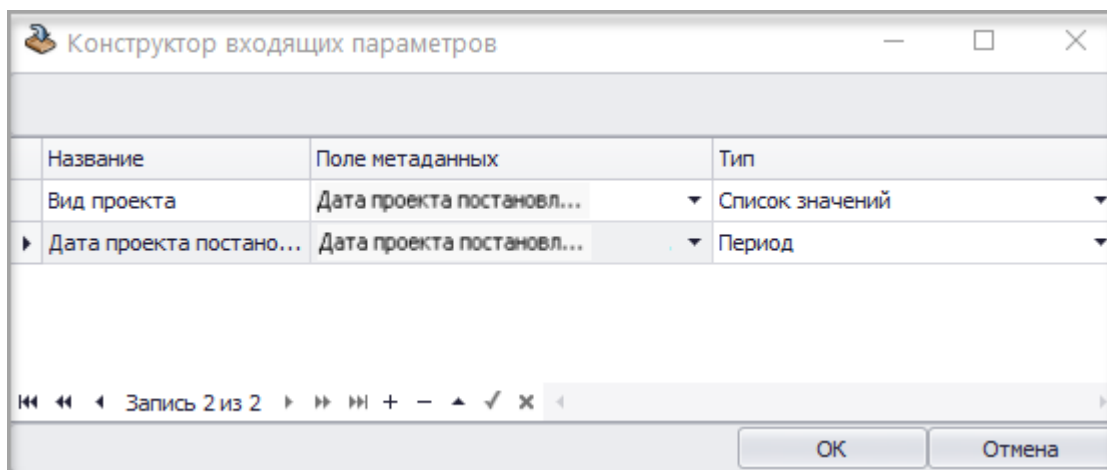 Конструктор входящих параметров
Название Поле метаданных Тип
Вид проекта Дата проекта постановл... Список значений
Дата проекта постано... Дата проекта постановл... Период
Запись 2 из 2
ОК Отмена